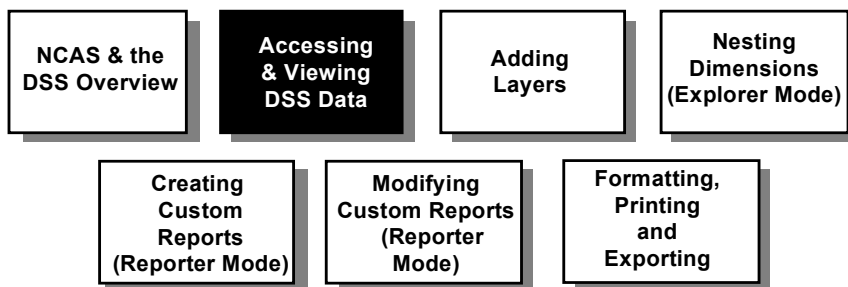 NCAS & the
DSS Overview
Accessing
& Viewing
DSS Data
Adding
Layers
Nesting
Dimensions
(Explorer Mode)
Creating
Custom
Reports
(Reporter Mode)
Modifying
Custom Reports
(Reporter
Mode)
Formatting,
Printing
and
Exporting